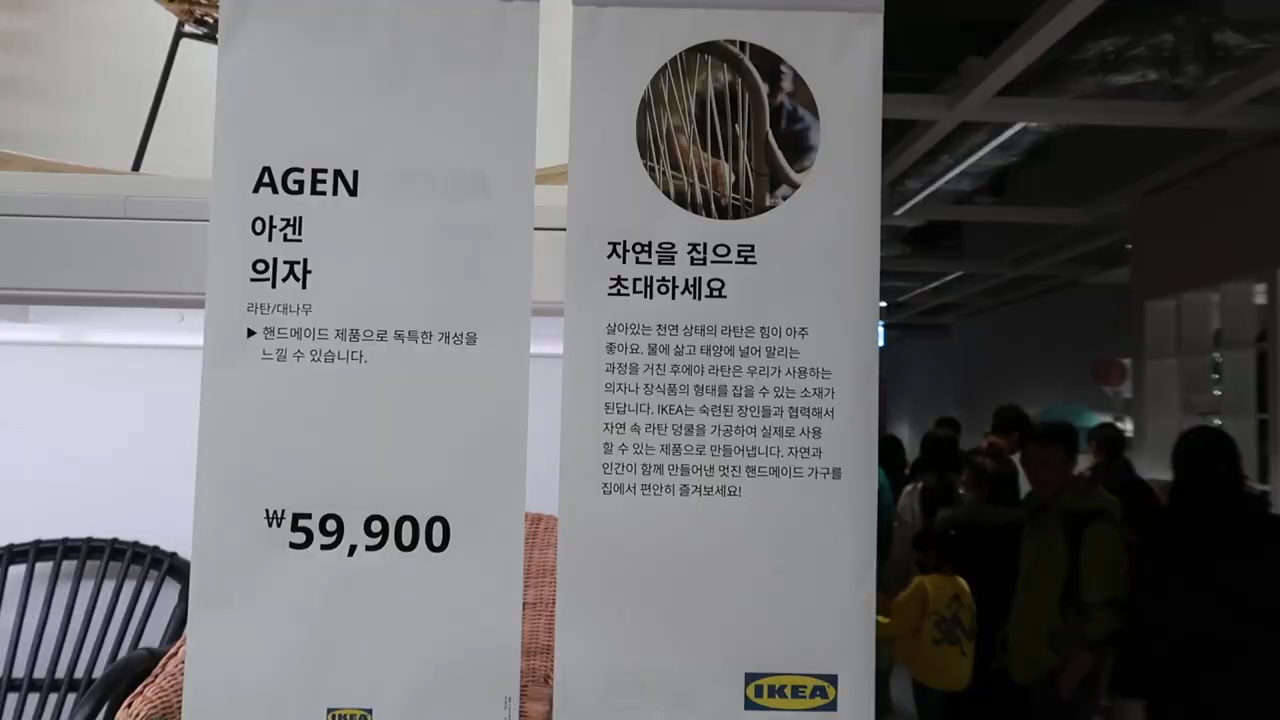 AGEN
아겐
의자
라탄/대나무
▶ 핸드메이드 제품으로 독특한 개성을
느낄 수 있습니다.
₩59,900
IKEA
자연을 집으로
초대하세요
살아있는 천연 상태의 라탄은 힘이 아주
좋아요. 물에 삶고 태양에 널어 말리는
과정을 거친 후에야 라탄은 우리가 사용하는
의자나 장식품의 형태를 잡을 수 있는 소재가
된답니다. IKEA는 숙련된 장인들과 협력해서
자연 속 라탄 덩쿨을 가공하여 실제로 사용
할 수 있는 제품으로 만들어냅니다. 자연과
인간이 함께 만들어낸 멋진 핸드메이드 가구를
집에서 편안히 즐겨보세요!
IKEA